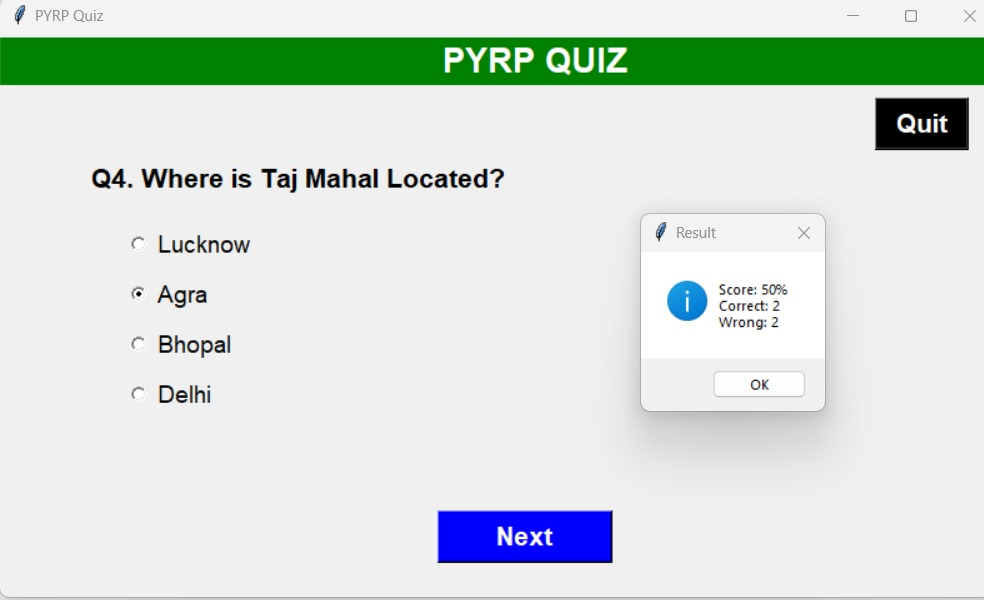 PYRP Quiz
PYRP QUIZ
Quit
Q4. Where is Taj Mahal Located?
Lucknow
Agra
Bhopal
Delhi
Result
Score: 50%
Correct: 2
Wrong: 2
OK
Next